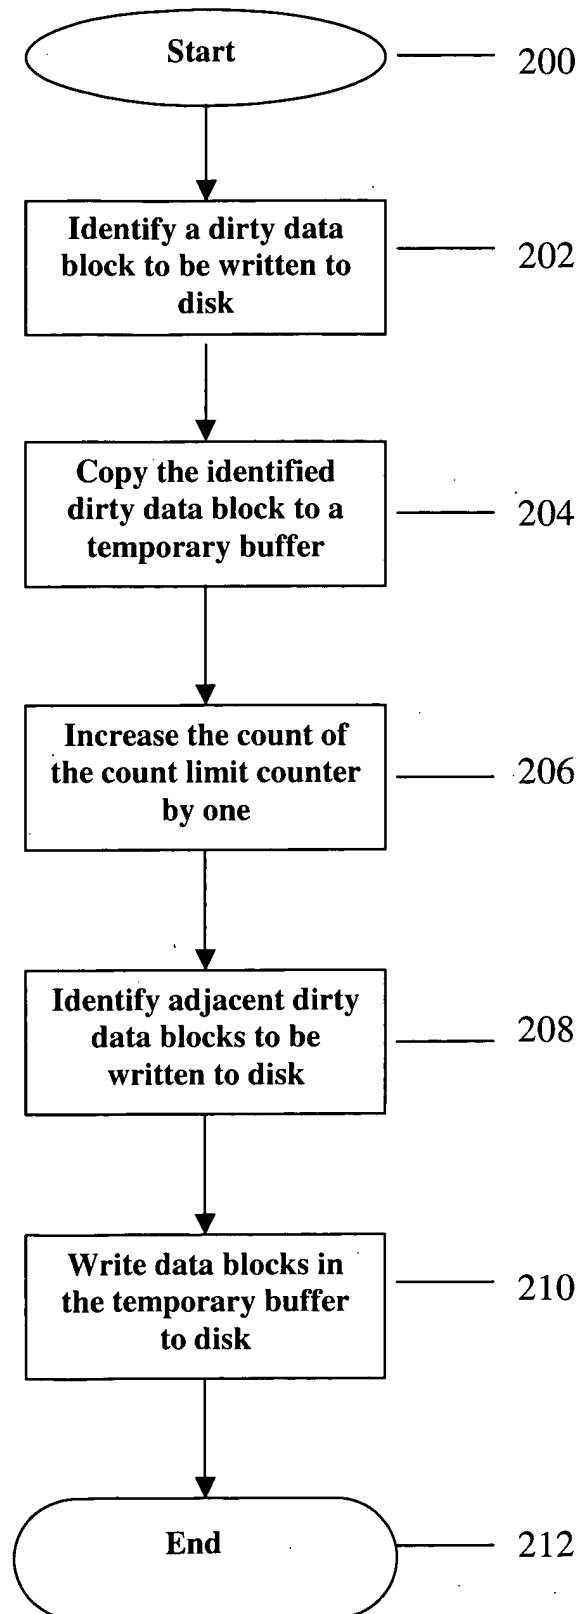 Start
200
Identify a dirty data
block to be written to
disk
202
Copy the identified
dirty data block to a
temporary buffer
204
Increase the count of
the count limit counter
by one
206
Identify adjacent dirty
data blocks to be
written to disk
208
Write data blocks in
the temporary buffer
to disk
210
End
212